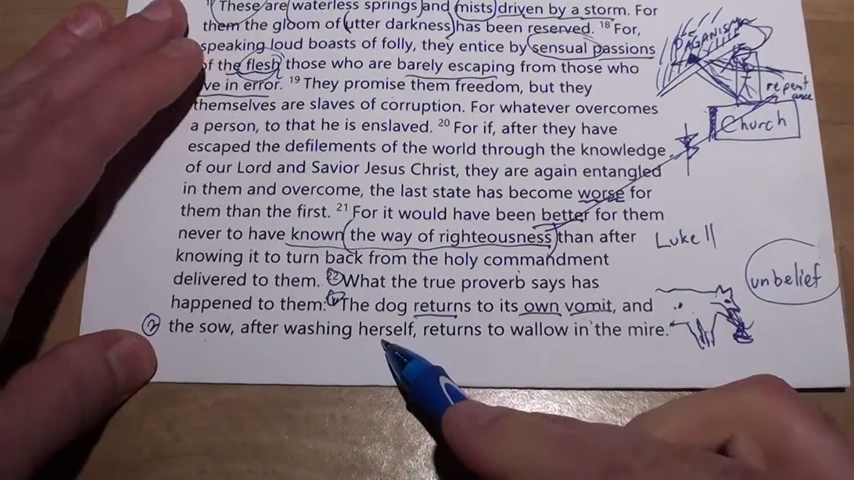 17 These are waterless springs and mists driven by a storm. For
them the gloom of utter darkness has been reserved. 18 For,
speaking loud boasts of folly, they entice by sensual passions
of the flesh those who are barely escaping from those who
live in error. 19 They promise them freedom, but they
themselves are slaves of corruption. For whatever overcomes
a person, to that he is enslaved. 20 For if, after they have
escaped the defilements of the world through the knowledge
of our Lord and Savior Jesus Christ, they are again entangled
in them and overcome, the last state has become worse for
them than the first. 21 For it would have been better for them
never to have known the way of righteousness than after
knowing it to turn back from the holy commandment
delivered to them. 22 What the true proverb says has
happened to them: The dog returns to its own vomit, and
2 the sow, after washing herself, returns to wallow in the mire.
PAGANISM
repent
ance
Church
Luke 11
unbelief